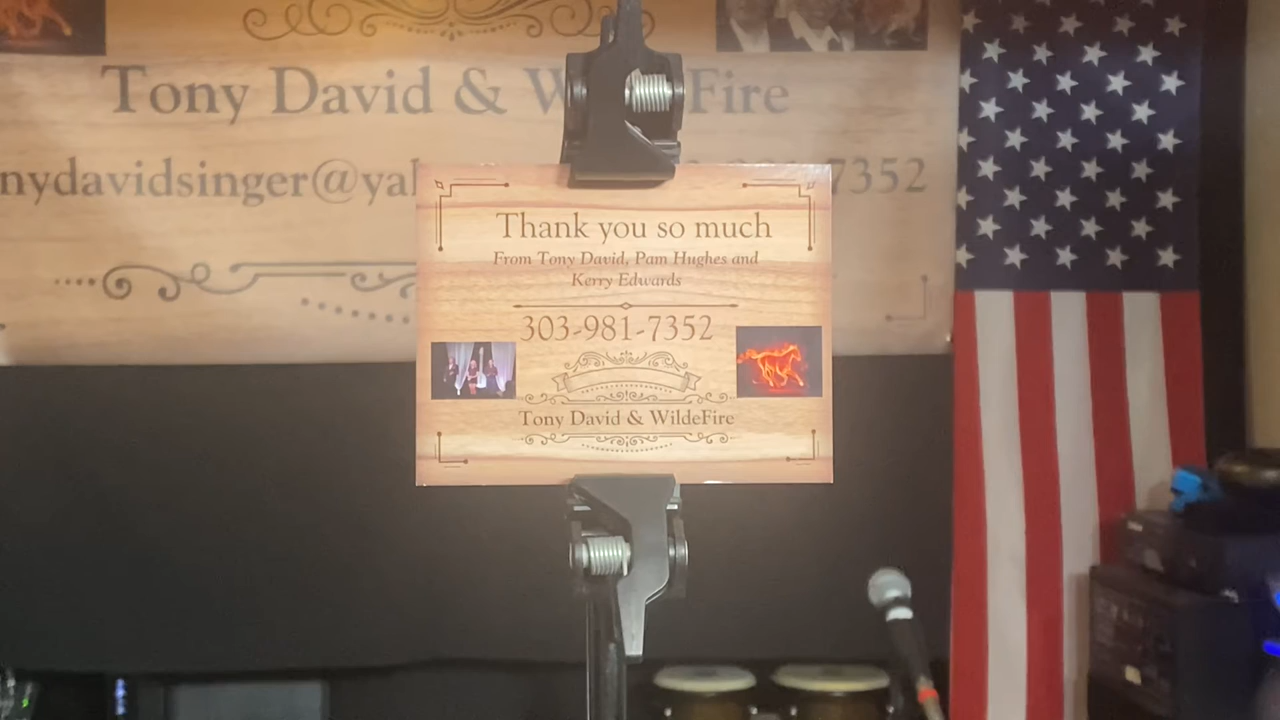 Tony David & W Fire
nydavidsinger@ya 7352
Thank you so much
From Tony David, Pam Hughes and
Kerry Edwards
303-981-7352
Tony David & WildeFire